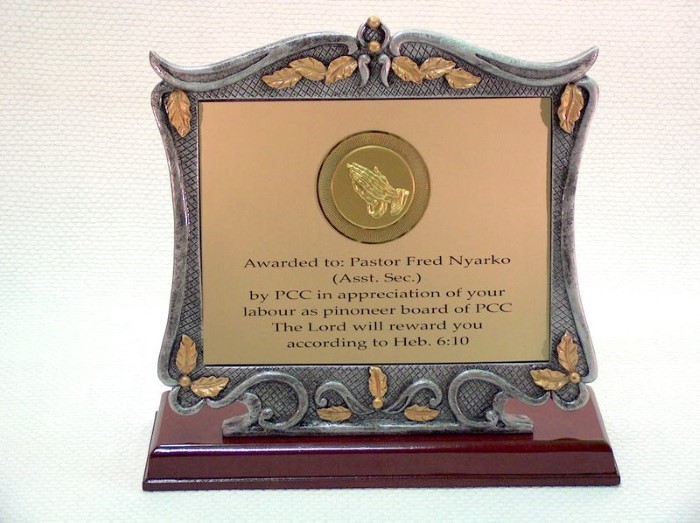 Awarded to: Pastor Fred Nyarko
(Asst. Sec.)
by PCC in appreciation of your
labour as pinoneer board of PCC
The Lord will reward you
according to Heb. 6:10